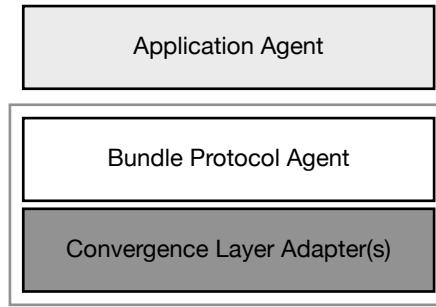 Application Agent
Bundle Protocol Agent
Convergence Layer Adapter(s)